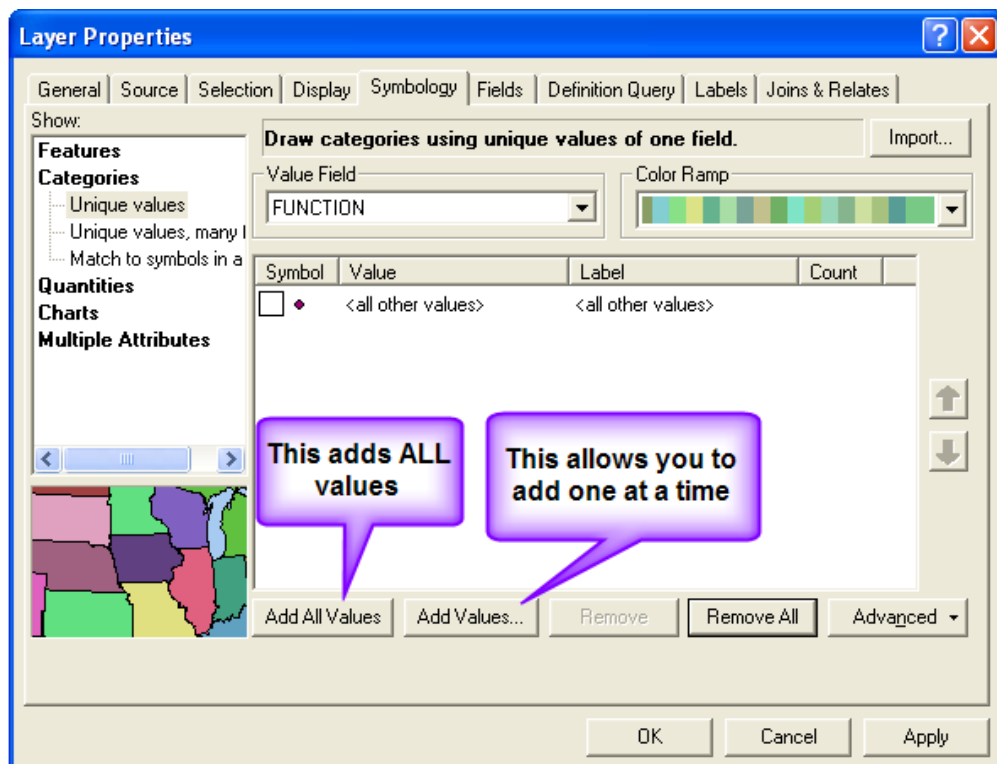 Layer Properties
General Source Selection Display Symbology Fields Definition Query Labels Joins & Relates
Show:
Features
Categories
Unique values
Unique values, many
Match to symbols in a
Quantities
Charts
Multiple Attributes
Draw categories using unique values of one field.
Import...
Value Field
FUNCTION
Color Ramp
Symbol Value Label Count
<all other values> <all other values>
This adds ALL
values
This allows you to
add one at a time
Add All Values Add Values... Remove Remove All Advanced
OK Cancel Apply